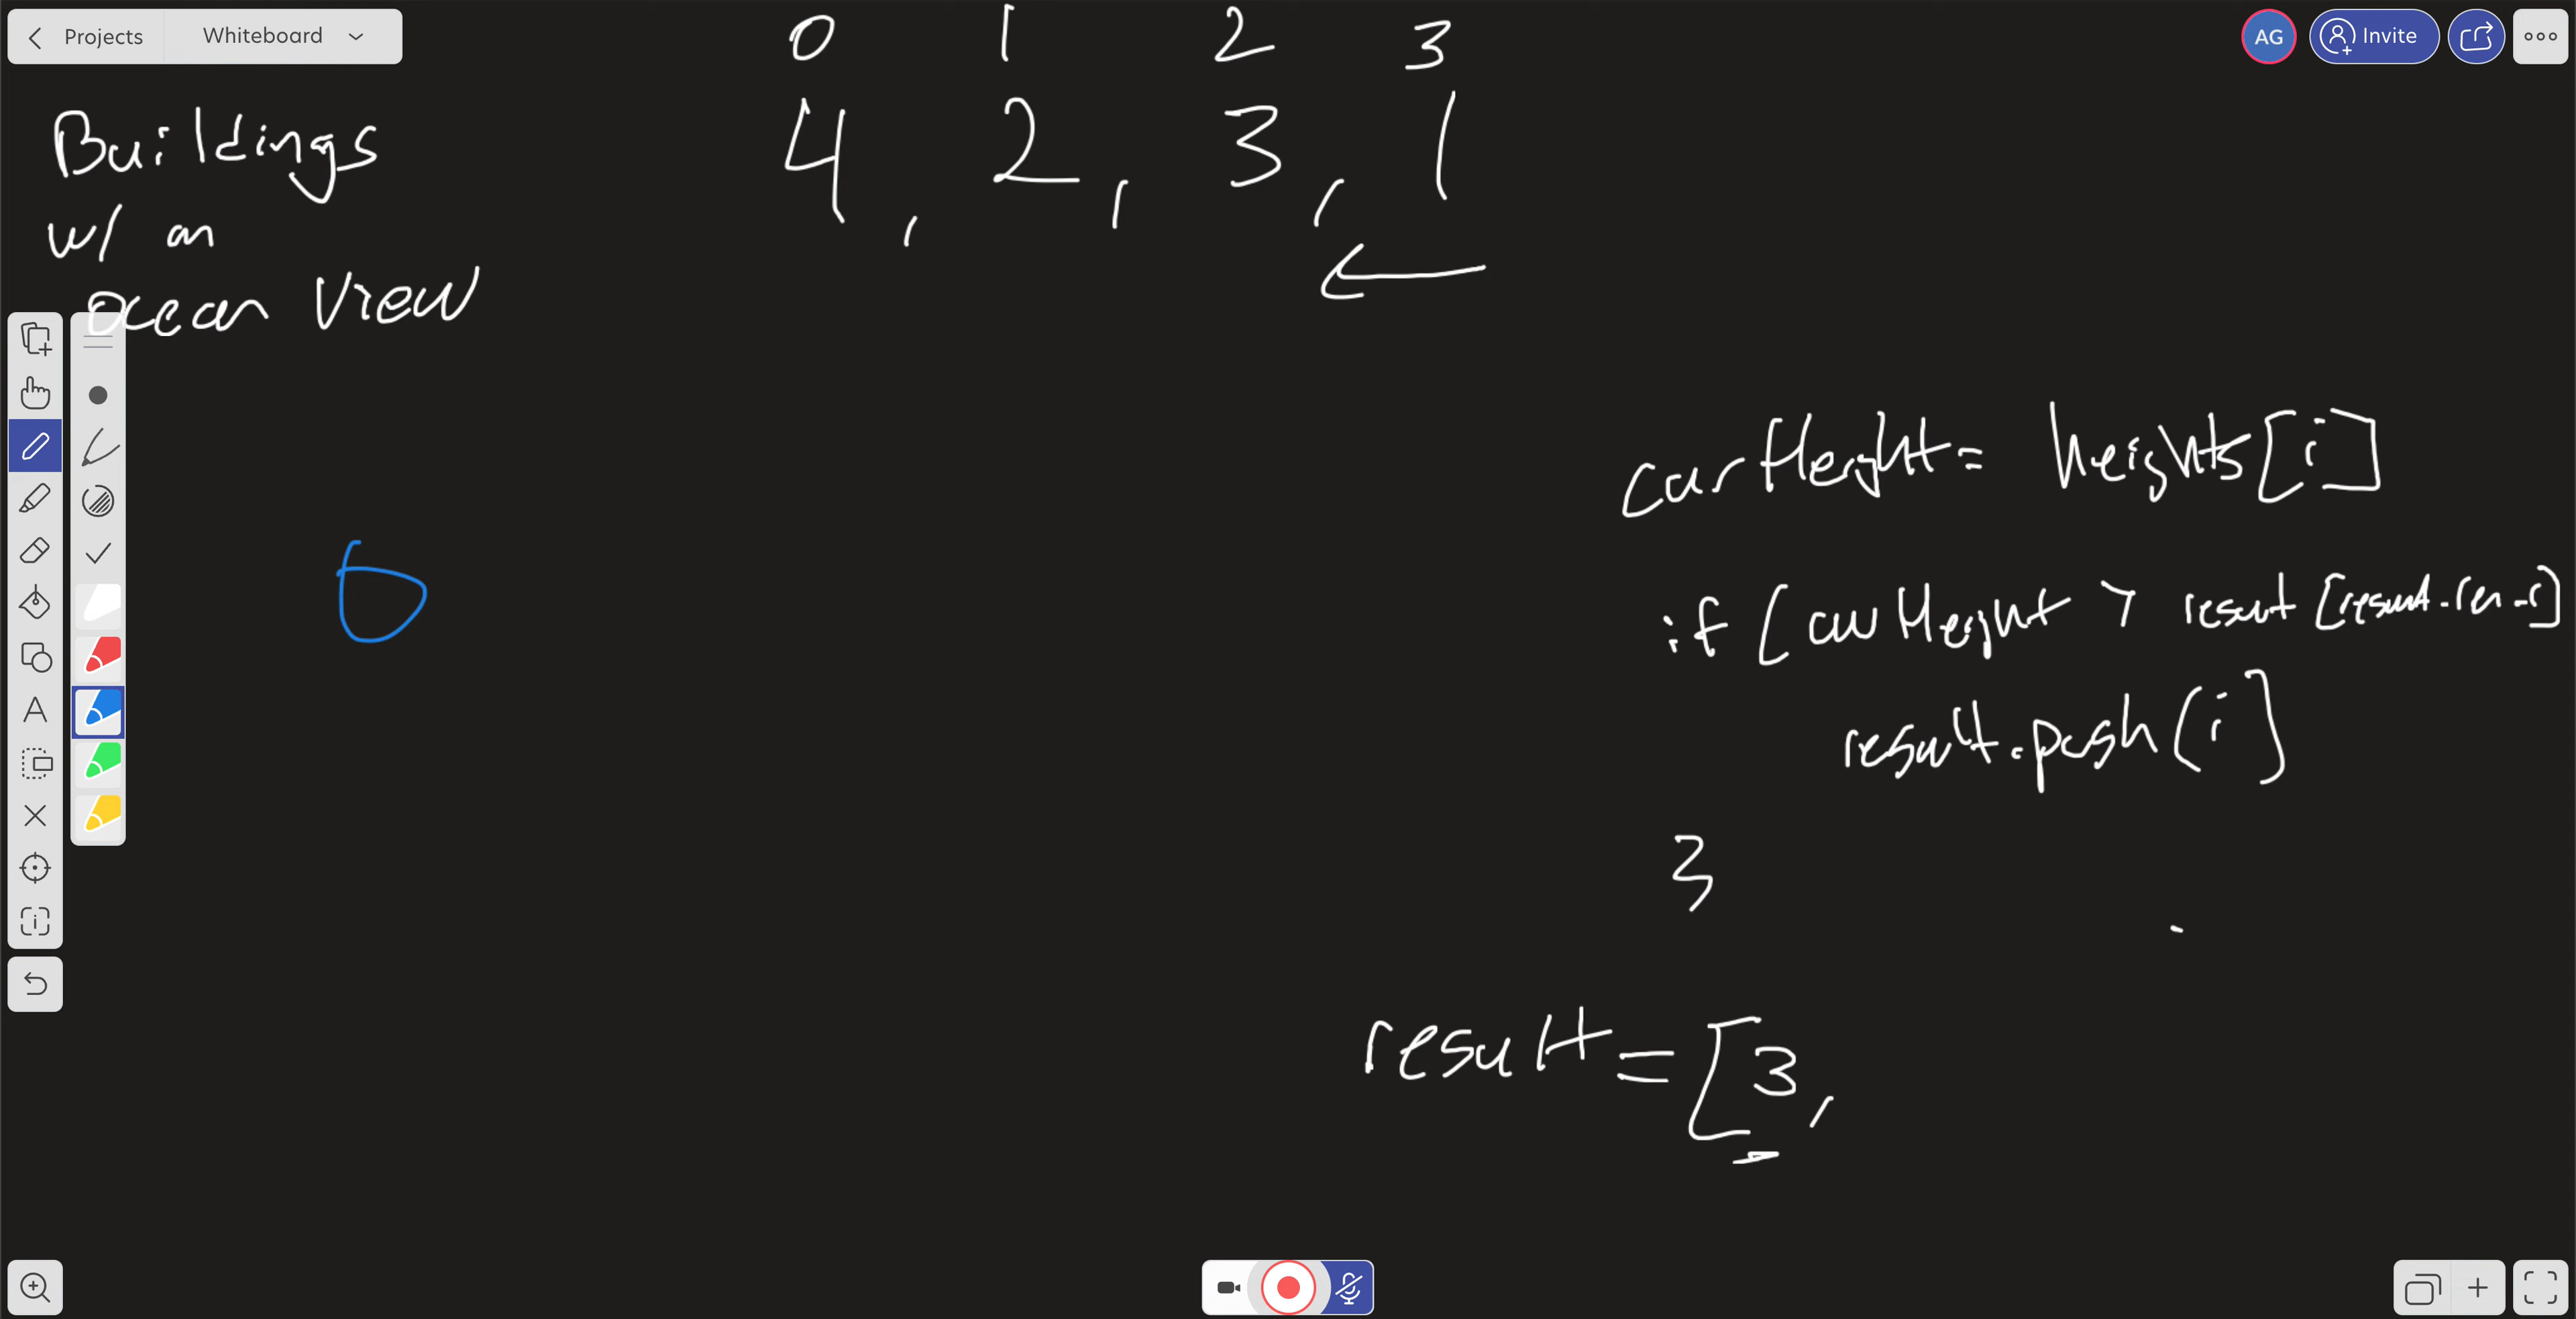 Projects
Whiteboard
AG
Invite
0 1 2 3
4, 2, 3, 1
Buildings
w/ an
ocean view
curHeight = heights[i]
if (curHeight > result[result.len-1]
result.push(i)
}
result = [3,
6
A
i